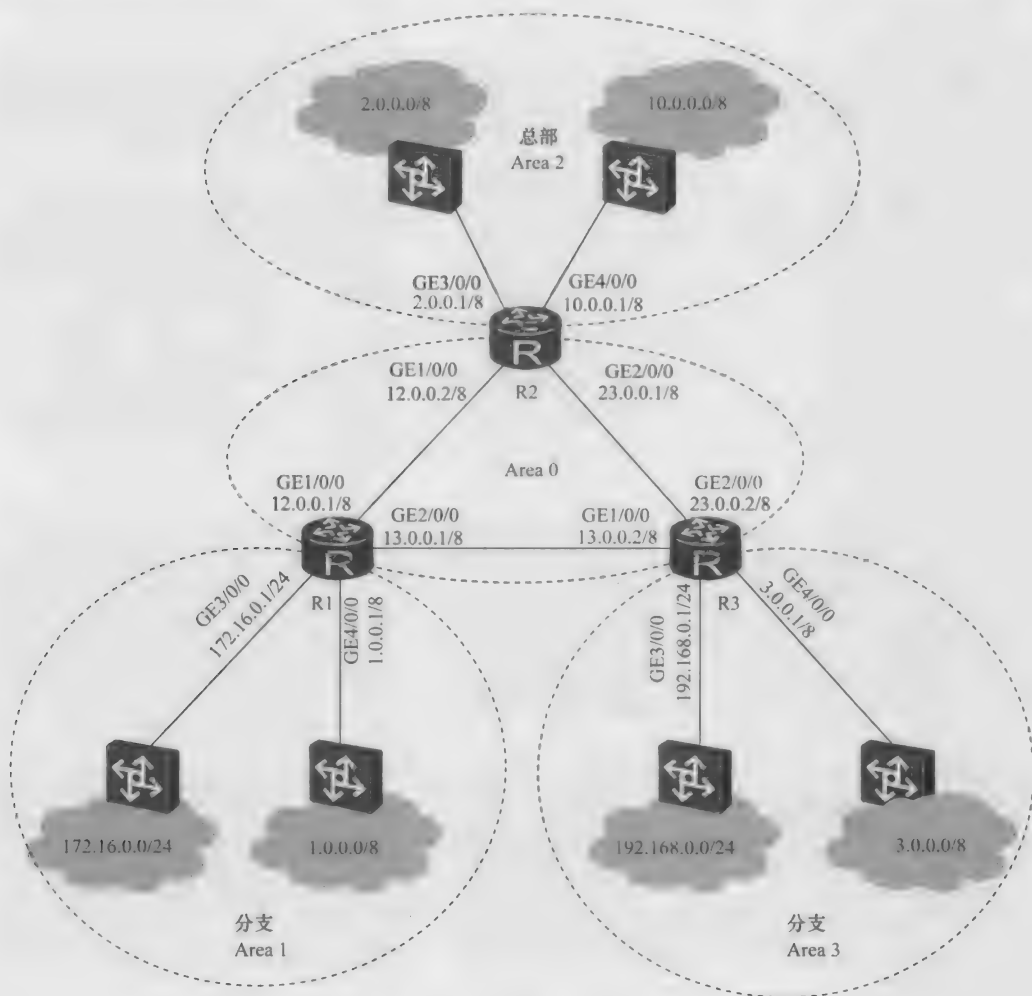 2.0.0.0/8
10.0.0.0/8
总部
Area 2
GE3/0/0
2.0.0.1/8
GE4/0/0
10.0.0.1/8
R
R2
GE1/0/0
12.0.0.2/8
GE2/0/0
23.0.0.1/8
Area 0
GE1/0/0
12.0.0.1/8
GE2/0/0
13.0.0.1/8
GE1/0/0
13.0.0.2/8
GE2/0/0
23.0.0.2/8
R
R1
R
R3
GE3/0/0
172.16.0.1/24
GE4/0/0
1.0.0.1/8
GE3/0/0
192.168.0.1/24
GE4/0/0
3.0.0.1/8
172.16.0.0/24
1.0.0.0/8
192.168.0.0/24
3.0.0.0/8
分支
Area 1
分支
Area 3